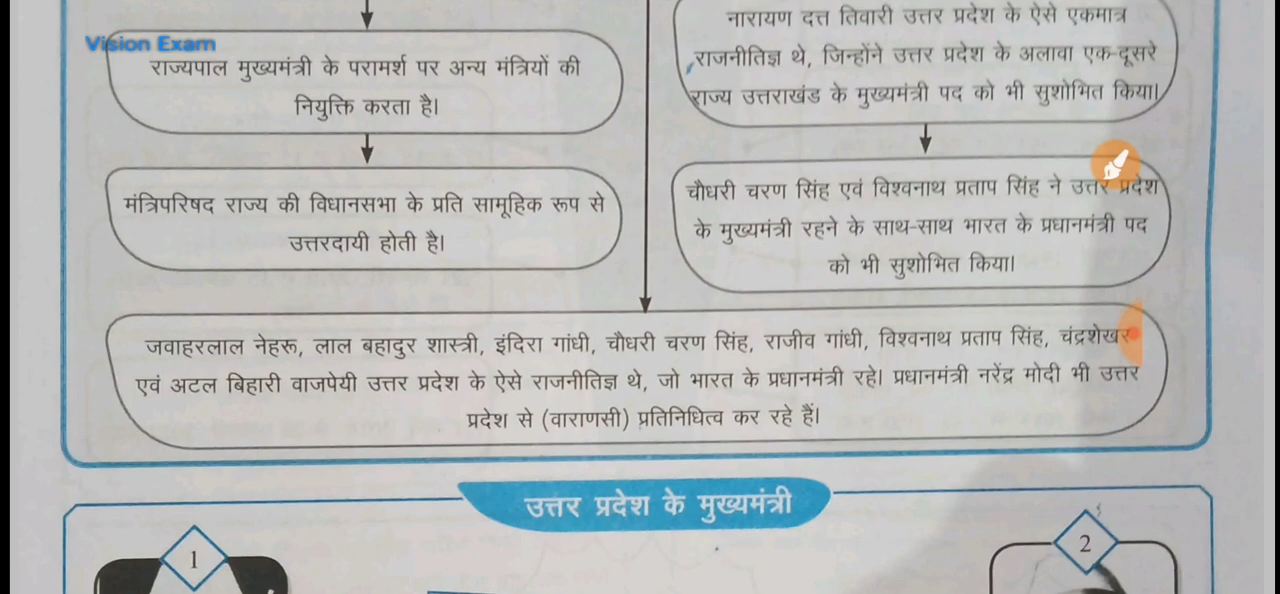 Vision Exam
राज्यपाल मुख्यमंत्री के परामर्श पर अन्य मंत्रियों की
नियुक्ति करता है।
मंत्रिपरिषद राज्य की विधानसभा के प्रति सामूहिक रूप से
उत्तरदायी होती है।
नारायण दत्त तिवारी उत्तर प्रदेश के ऐसे एकमात्र
राजनीतिज्ञ थे, जिन्होंने उत्तर प्रदेश के अलावा एक-दूसरे
राज्य उत्तराखंड के मुख्यमंत्री पद को भी सुशोभित किया।
चौधरी चरण सिंह एवं विश्वनाथ प्रताप सिंह ने उत्तर प्रदेश
के मुख्यमंत्री रहने के साथ-साथ भारत के प्रधानमंत्री पद
को भी सुशोभित किया।
जवाहरलाल नेहरू, लाल बहादुर शास्त्री, इंदिरा गांधी, चौधरी चरण सिंह, राजीव गांधी, विश्वनाथ प्रताप सिंह, चंद्रशेखर
एवं अटल बिहारी वाजपेयी उत्तर प्रदेश के ऐसे राजनीतिज्ञ थे, जो भारत के प्रधानमंत्री रहे। प्रधानमंत्री नरेंद्र मोदी भी उत्तर
प्रदेश से (वाराणसी) प्रतिनिधित्व कर रहे हैं।
उत्तर प्रदेश के मुख्यमंत्री
1
2